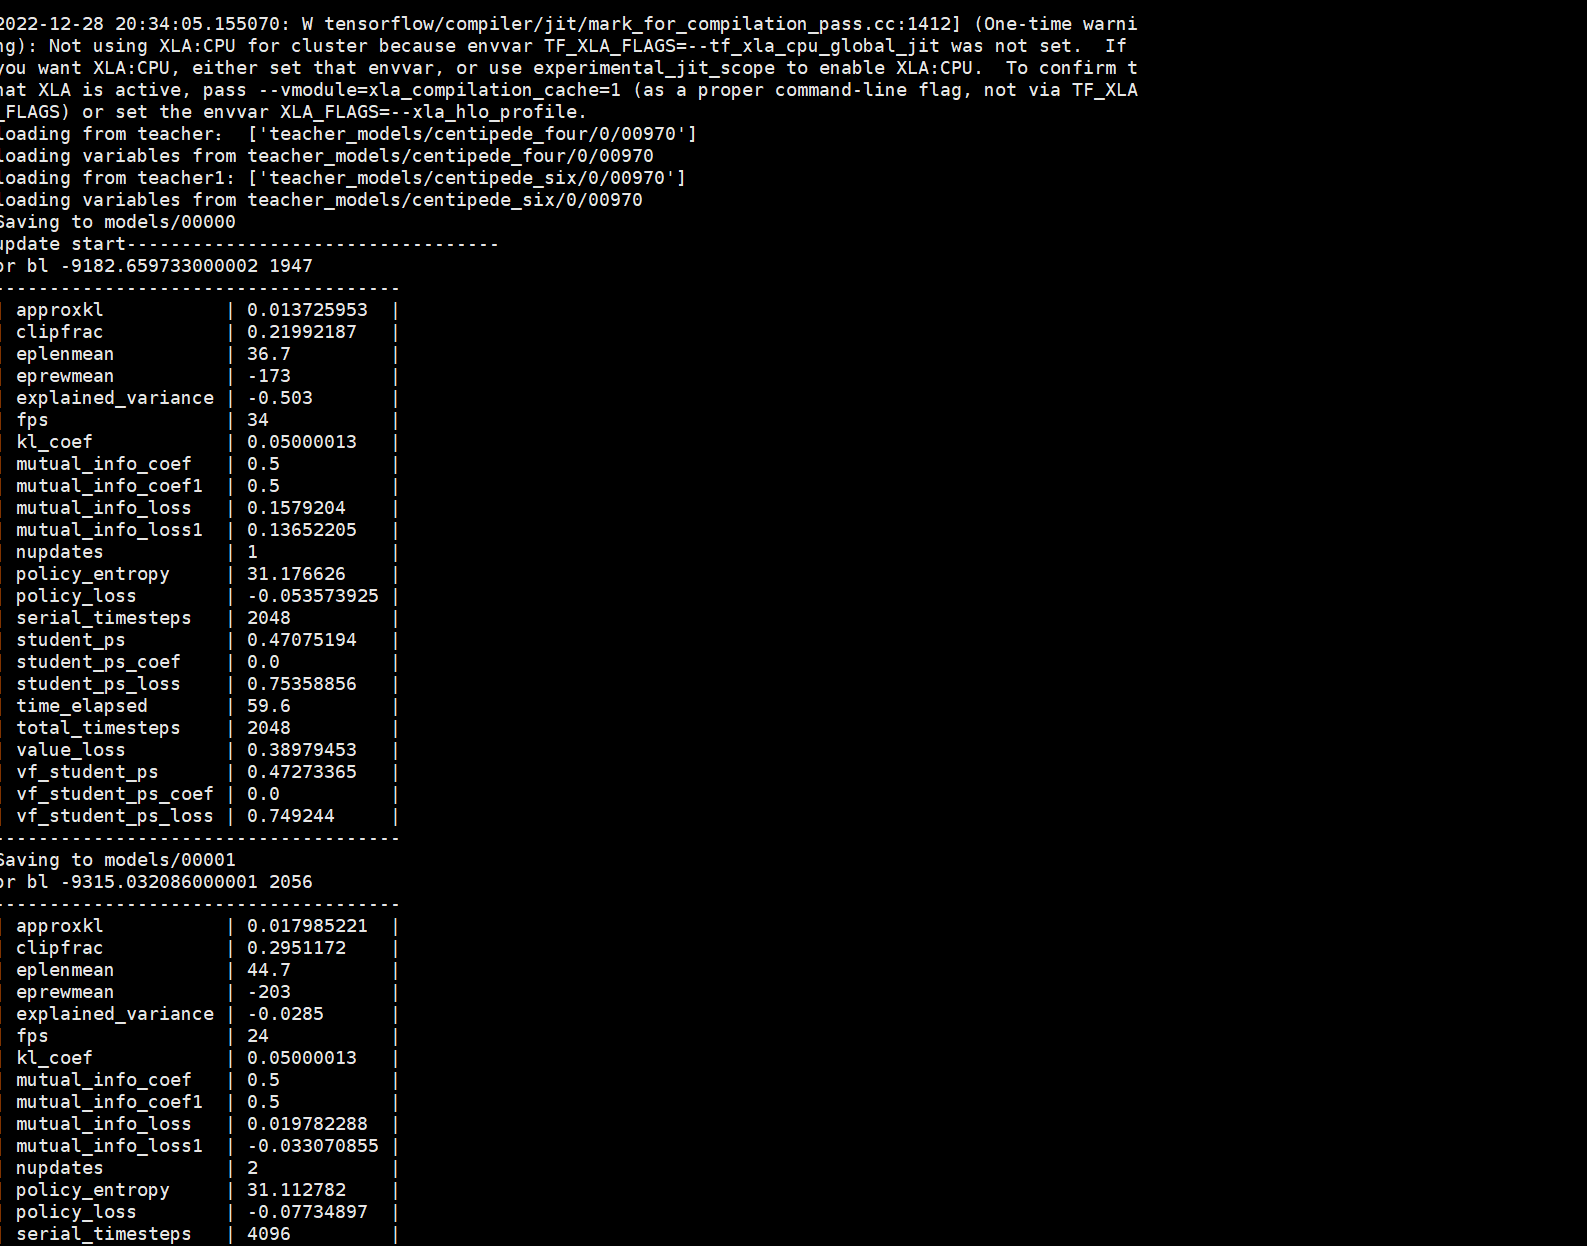 2022-12-28 20:34:05.155070: W tensorflow/compiler/jit/mark_for_compilation_pass.cc:1412] (One-time warni
ng): Not using XLA:CPU for cluster because envvar TF_XLA_FLAGS=--tf_xla_cpu_global_jit was not set.  If
you want XLA:CPU, either set that envvar, or use experimental_jit_scope to enable XLA:CPU.  To confirm t
hat XLA is active, pass --vmodule=xla_compilation_cache=1 (as a proper command-line flag, not via TF_XLA
_FLAGS) or set the envvar XLA_FLAGS=--xla_hlo_profile.
loading from teacher： ['teacher_models/centipede_four/0/00970']
loading variables from teacher_models/centipede_four/0/00970
loading from teacher1: ['teacher_models/centipede_six/0/00970']
loading variables from teacher_models/centipede_six/0/00970
Saving to models/00000
update start----------------------------------
or bl -9182.659733000002 1947
-------------------------------------
| approxkl           | 0.013725953  |
| clipfrac           | 0.21992187   |
| eplenmean          | 36.7         |
| eprewmean          | -173         |
| explained_variance | -0.503       |
| fps                | 34           |
| kl_coef            | 0.05000013   |
| mutual_info_coef   | 0.5          |
| mutual_info_coef1  | 0.5          |
| mutual_info_loss   | 0.1579204    |
| mutual_info_loss1  | 0.13652205   |
| nupdates           | 1            |
| policy_entropy     | 31.176626    |
| policy_loss        | -0.053573925 |
| serial_timesteps   | 2048         |
| student_ps         | 0.47075194   |
| student_ps_coef    | 0.0          |
| student_ps_loss    | 0.75358856   |
| time_elapsed       | 59.6         |
| total_timesteps    | 2048         |
| value_loss         | 0.38979453   |
| vf_student_ps      | 0.47273365   |
| vf_student_ps_coef | 0.0          |
| vf_student_ps_loss | 0.749244     |
-------------------------------------
Saving to models/00001
or bl -9315.032086000001 2056
-------------------------------------
| approxkl           | 0.017985221  |
| clipfrac           | 0.2951172    |
| eplenmean          | 44.7         |
| eprewmean          | -203         |
| explained_variance | -0.0285      |
| fps                | 24           |
| kl_coef            | 0.05000013   |
| mutual_info_coef   | 0.5          |
| mutual_info_coef1  | 0.5          |
| mutual_info_loss   | 0.019782288  |
| mutual_info_loss1  | -0.033070855 |
| nupdates           | 2            |
| policy_entropy     | 31.112782    |
| policy_loss        | -0.07734897  |
| serial_timesteps   | 4096         |